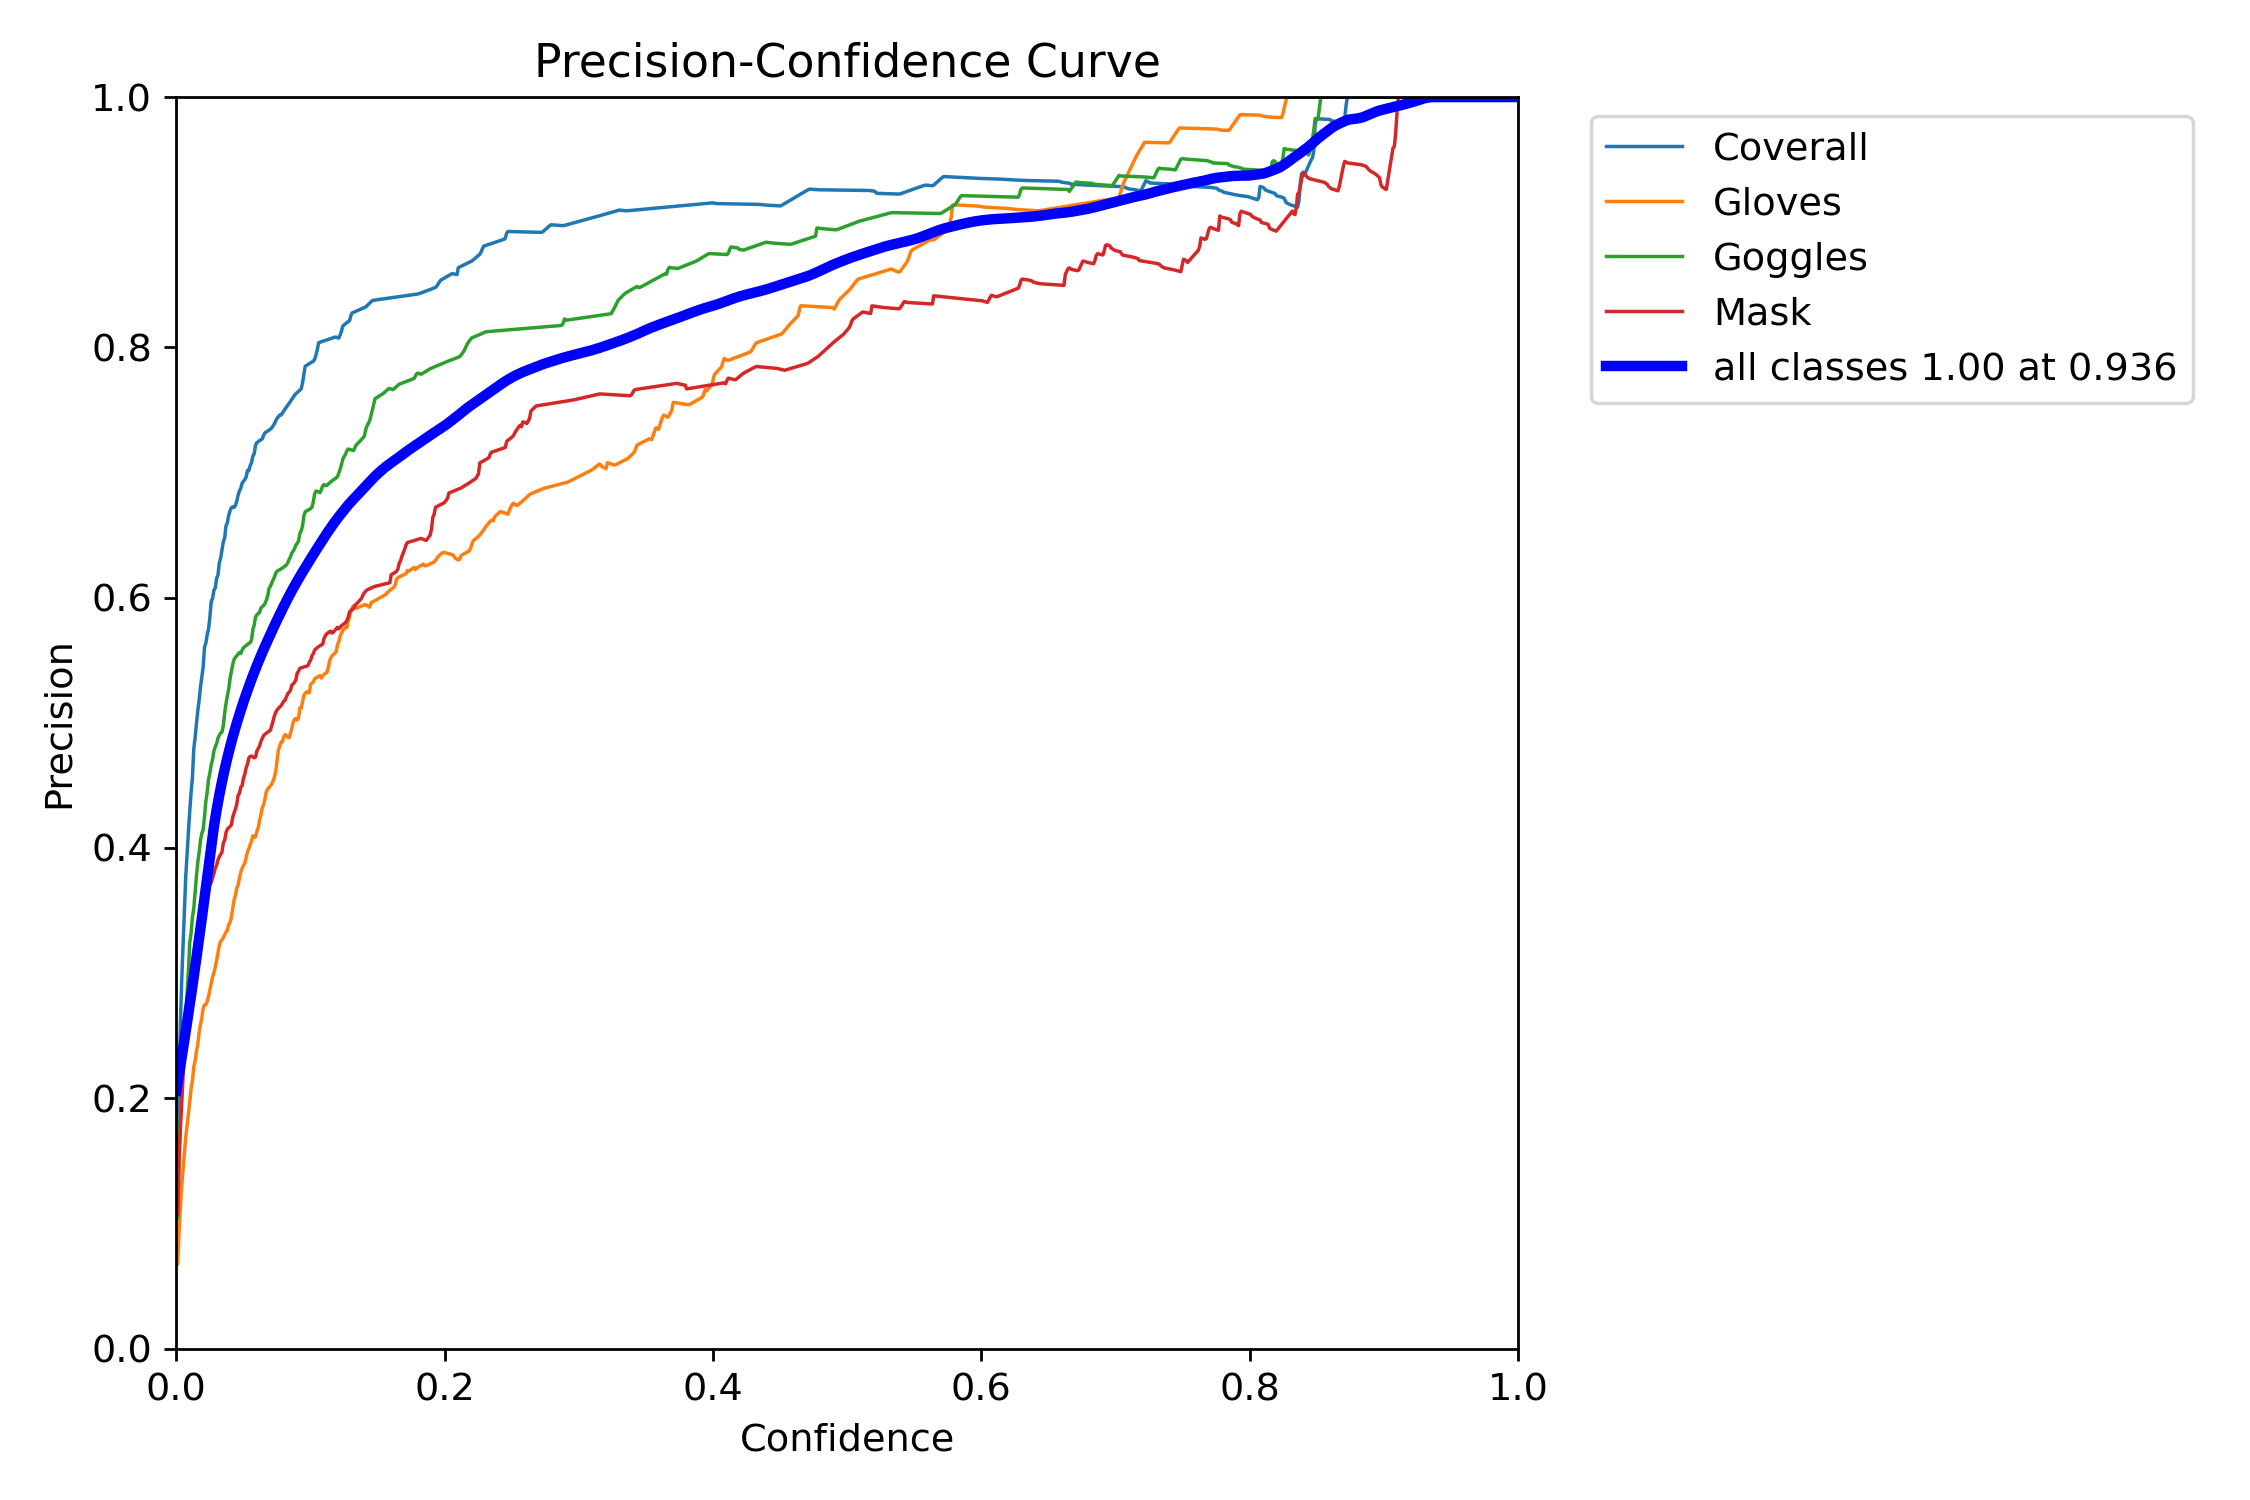 Precision-Confidence Curve
1.0
0.8
0.6
0.4
0.2
0.0
Precision
0.0 0.2 0.4 0.6 0.8 1.0
Confidence
Coverall
Gloves
Goggles
Mask
all classes 1.00 at 0.936